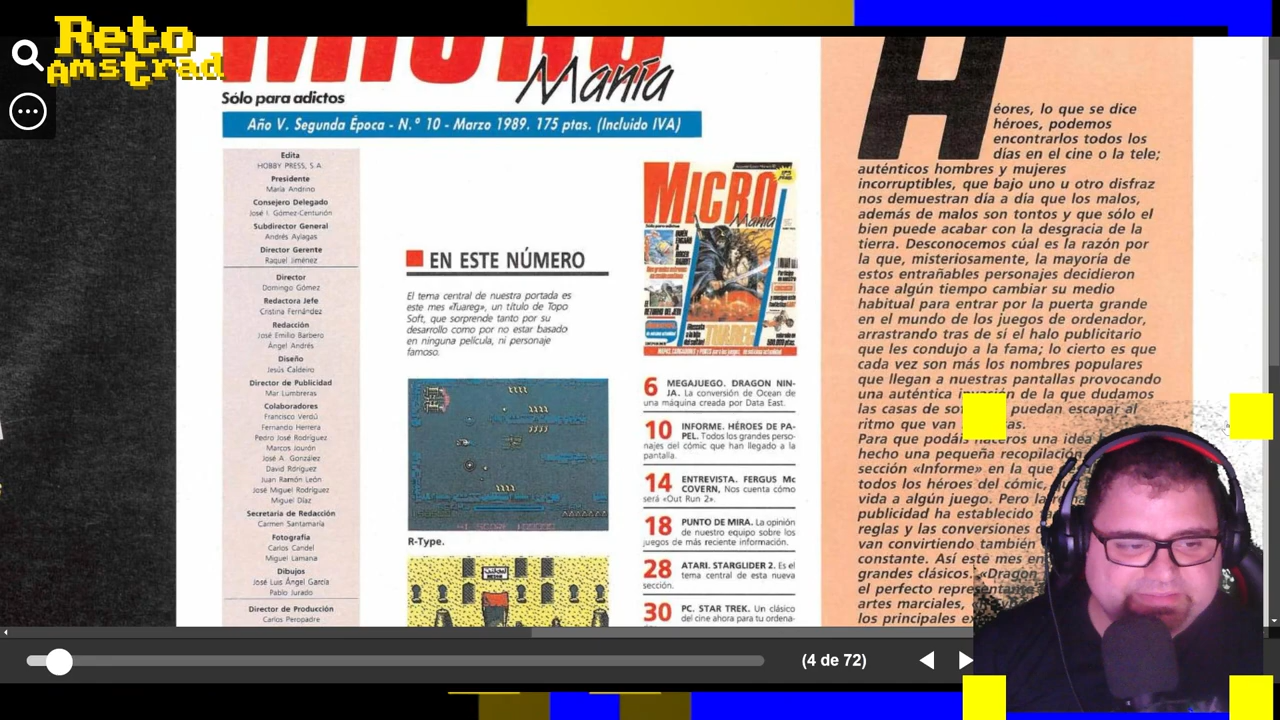 Reto
Amstrad
MICRO
Manía
Sólo para adictos
Año V. Segunda Época - N.° 10 - Marzo 1989. 175 ptas. (Incluido IVA)
Edita
HOBBY PRESS, S.A.
Presidente
María Andrino
Consejero Delegado
José I. Gómez-Centurión
Subdirector General
Andrés Aylagas
Director Gerente
Raquel Jiménez
Director
Domingo Gómez
Redactora Jefe
Cristina Fernández
Redacción
José Emilio Barbero
Ángel Andrés
Diseño
Jesús Caldeiro
Director de Publicidad
Mar Lumbreras
Colaboradores
Francisco Verdú
Fernando Herrera
Pedro José Rodríguez
Marcos Jourón
José A. González
David Rdríguez
Juan Ramón León
José Miguel Rodríguez
Miguel Díaz
Secretaria de Redacción
Carmen Santamaría
Fotografía
Carlos Candel
Miguel Lamana
Dibujos
José Luis Ángel García
Pablo Jurado
Director de Producción
Carlos Peropadre
EN ESTE NÚMERO
El tema central de nuestra portada es
este mes «Tuareg», un título de Topo
Soft, que sorprende tanto por su
desarrollo como por no estar basado
en ninguna película, ni personaje
famoso.
R-Type.
MICRO
Manía
TUAREG
6 MEGAJUEGO. DRAGON NIN-
JA. La conversión de Ocean de
una máquina creada por Data East.
10 INFORME. HÉROES DE PA-
PEL. Todos los grandes perso-
najes del cómic que han llegado a la
pantalla.
14 ENTREVISTA. FERGUS Mc
COVERN, Nos cuenta cómo
será «Out Run 2».
18 PUNTO DE MIRA. La opinión
de nuestro equipo sobre los
juegos de más reciente información.
28 ATARI. STARGLIDER 2. Es el
tema central de esta nueva
sección.
30 PC. STAR TREK. Un clásico
del cine ahora para tu ordena-
H
éores, lo que se dice
héroes, podemos
encontrarlos todos los
días en el cine o la tele;
auténticos hombres y mujeres
incorruptibles, que bajo uno u otro disfraz
nos demuestran día a día que los malos,
además de malos son tontos y que sólo el
bien puede acabar con la desgracia de la
tierra. Desconocemos cúal es la razón por
la que, misteriosamente, la mayoría de
estos entrañables personajes decidieron
hace algún tiempo cambiar su medio
habitual para entrar por la puerta grande
en el mundo de los juegos de ordenador,
arrastrando tras de sí el halo publicitario
que les condujo a la fama; lo cierto es que
cada vez son más los nombres populares
que llegan a nuestras pantallas provocando
una auténtica de la que dudamos
las casas de puedan escapar al
ritmo que van
Para que podáis haceros una idea
hecho una pequeña recopilación
sección «Informe» en la que
todos los héroes del cómic,
vida a algún juego. Pero la
publicidad ha establecido
reglas y las conversiones
van convirtiendo también
constante. Así este mes en
grandes clásicos. «Dragon
el perfecto representante
artes marciales,
los principales
(4 de 72)